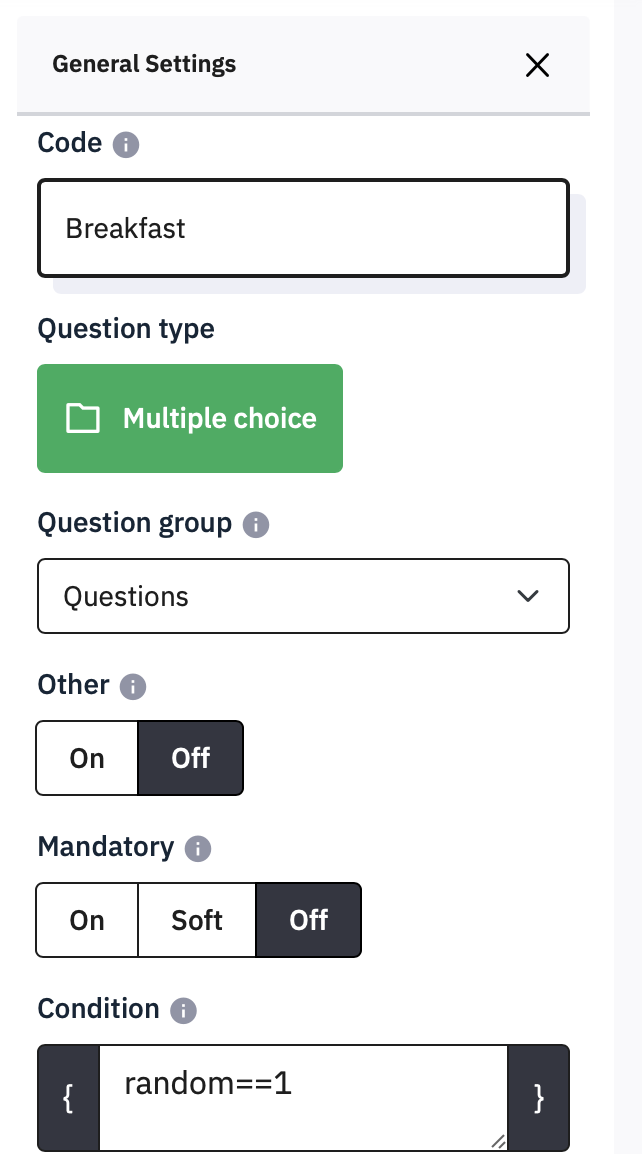 General Settings
Code
Breakfast
Question type
Multiple choice
Question group
Questions
Other
On Off
Mandatory
On Soft Off
Condition
{ random==1 }